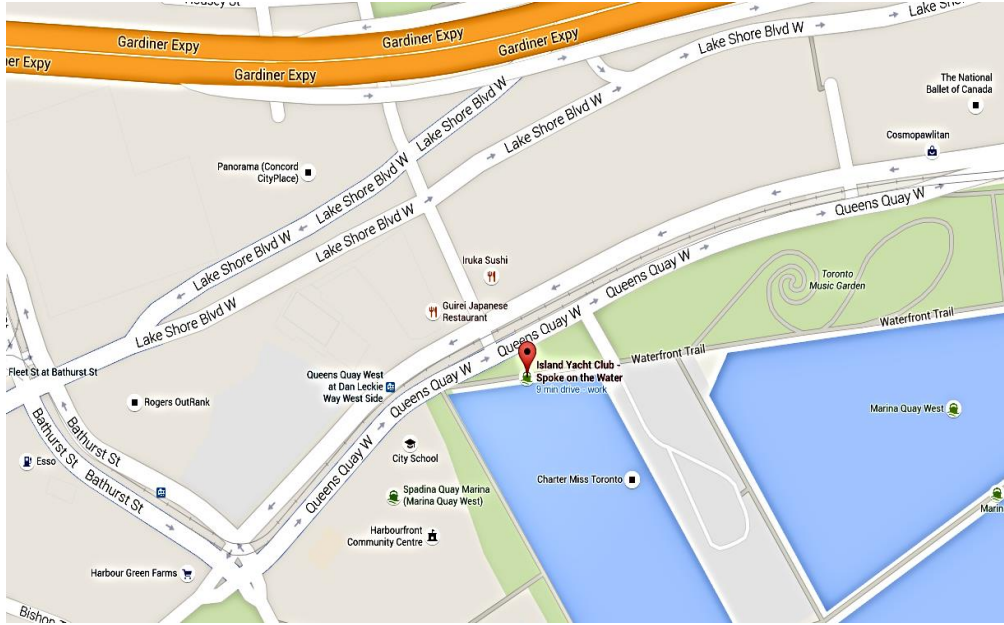 Housey St
Gardiner Expy
Gardiner Expy
Gardiner Expy
Gardiner Expy
ner Expy
Lake Shore Blvd W
Lake Sho
Lake Shore Blvd W
Lake Shore Blvd W
Lake Shore Blvd W
Lake Shore Blvd W
Lake Shore Blvd W
Lake Shore Blvd W
Lake Shore Blvd W
The National
Ballet of Canada
Cosmopawlitan
Panorama (Concord
CityPlace)
Queens Quay W
Queens Quay W
Queens Quay W
Queens Quay W
Queens Quay W
Iruka Sushi
Guirei Japanese
Restaurant
Toronto
Music Garden
Waterfront Trail
Waterfront Trail
Island Yacht Club -
Spoke on the Water
9 min drive - work
Fleet St at Bathurst St
Queens Quay West
at Dan Leckie
Way West Side
Rogers OutRank
Marina Quay West
Bathurst St
Bathurst St
Bathurst St
Esso
City School
Charter Miss Toronto
Spadina Quay Marina
(Marina Quay West)
Marin
Harbourfront
Community Centre
Harbour Green Farms
Bishop T